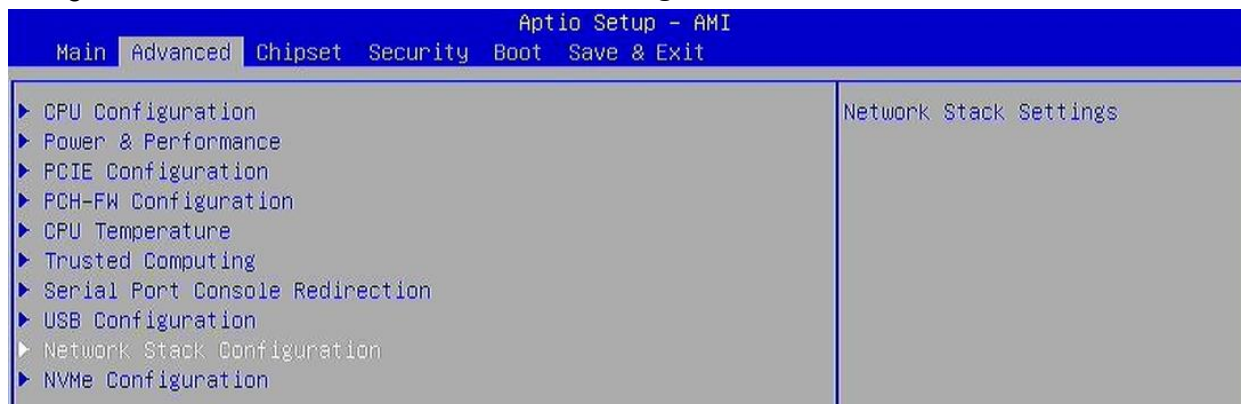 Aptio Setup – AMI
Main Advanced Chipset Security Boot Save & Exit
CPU Configuration
Power & Performance
PCIE Configuration
PCH-FW Configuration
CPU Temperature
Trusted Computing
Serial Port Console Redirection
USB Configuration
Network Stack Configuration
NVMe Configuration
Network Stack Settings